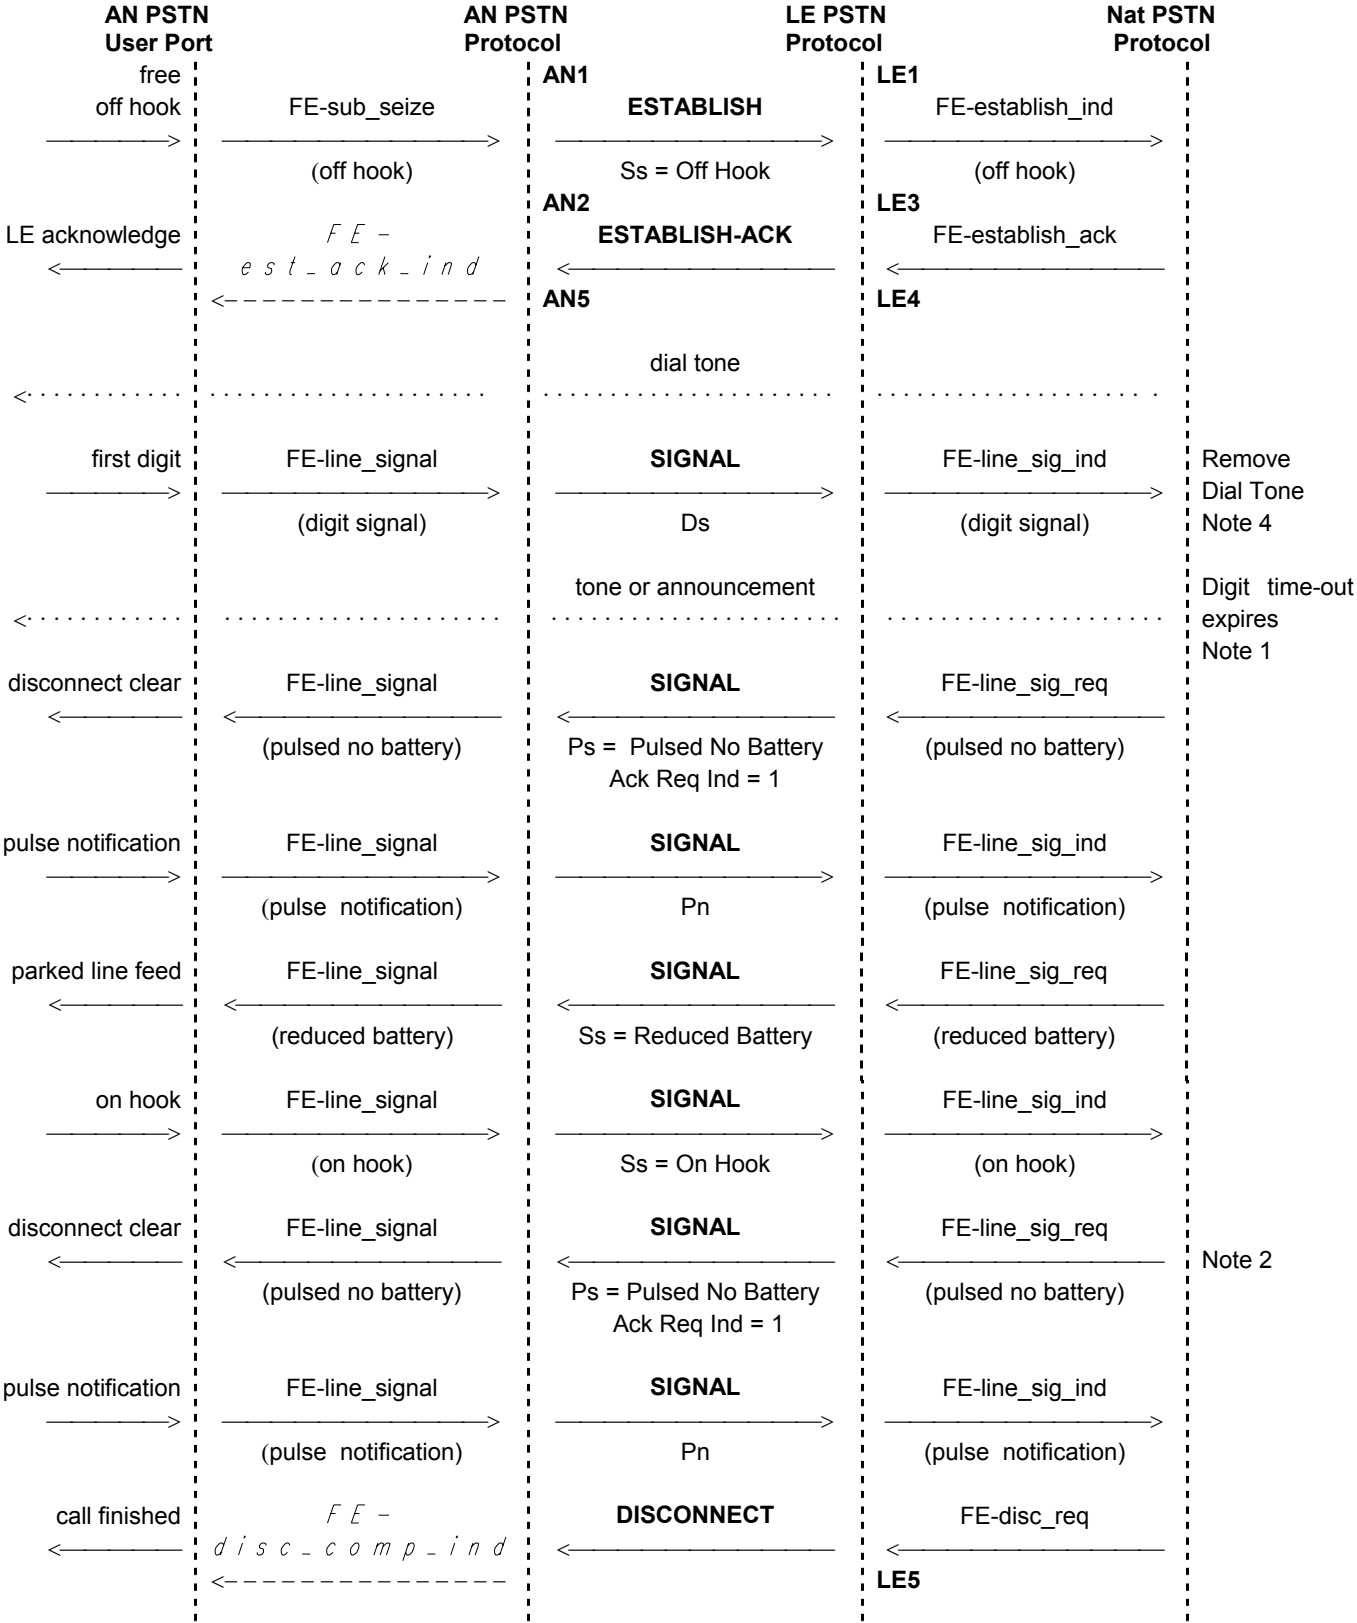 AN PSTN AN PSTN LE PSTN Nat PSTN
User Port Protocol Protocol Protocol
free AN1 LE1
off hook FE-sub_seize ESTABLISH FE-establish_ind
(off hook) Ss = Off Hook (off hook)
AN2 LE3
LE acknowledge FE- ESTABLISH-ACK FE-establish_ack
est_ack_ind
AN5 LE4
dial tone
first digit FE-line_signal SIGNAL FE-line_sig_ind Remove
Dial Tone
(digit signal) Ds (digit signal) Note 4
tone or announcement Digit time-out
expires
Note 1
disconnect clear FE-line_signal SIGNAL FE-line_sig_req
(pulsed no battery) Ps = Pulsed No Battery (pulsed no battery)
Ack Req Ind = 1
pulse notification FE-line_signal SIGNAL FE-line_sig_ind
(pulse notification) Pn (pulse notification)
parked line feed FE-line_signal SIGNAL FE-line_sig_req
(reduced battery) Ss = Reduced Battery (reduced battery)
on hook FE-line_signal SIGNAL FE-line_sig_ind
(on hook) Ss = On Hook (on hook)
disconnect clear FE-line_signal SIGNAL FE-line_sig_req
Note 2
(pulsed no battery) Ps = Pulsed No Battery (pulsed no battery)
Ack Req Ind = 1
pulse notification FE-line_signal SIGNAL FE-line_sig_ind
(pulse notification) Pn (pulse notification)
call finished FE- DISCONNECT FE-disc_req
disc_comp_ind
LE5